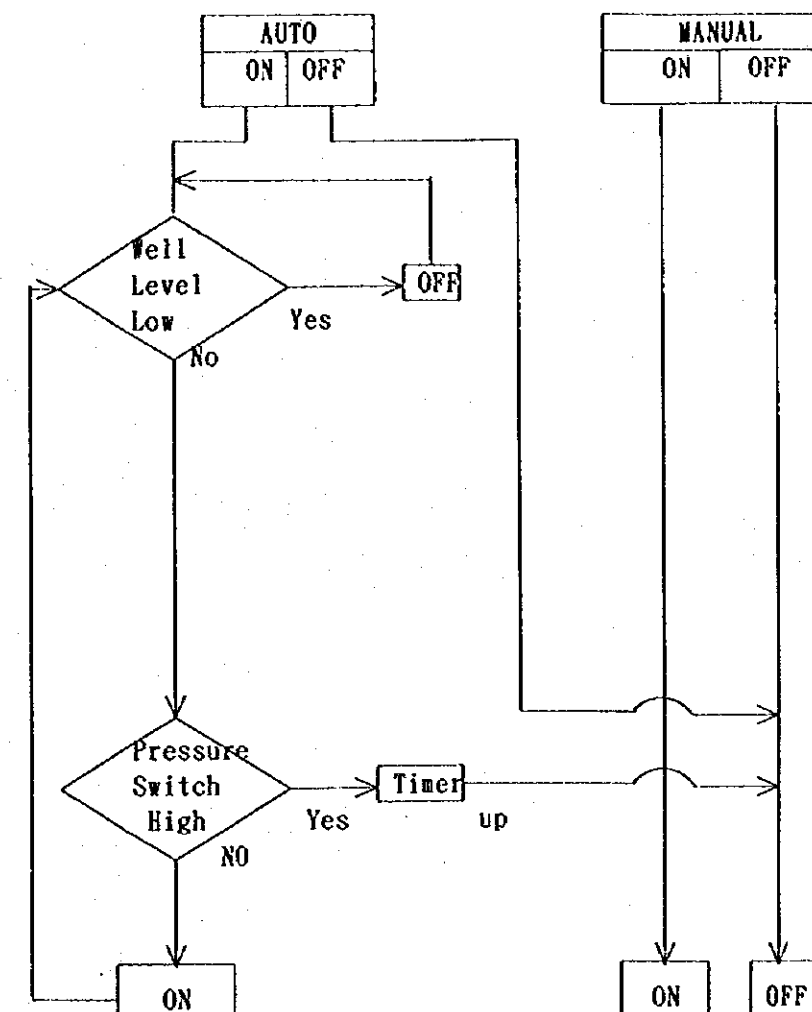 AUTO
ON OFF
MANUAL
ON OFF
Well
Level
Low
OFF
Yes
No
Pressure
Switch
High
Timer
Yes
up
NO
ON
ON
OFF